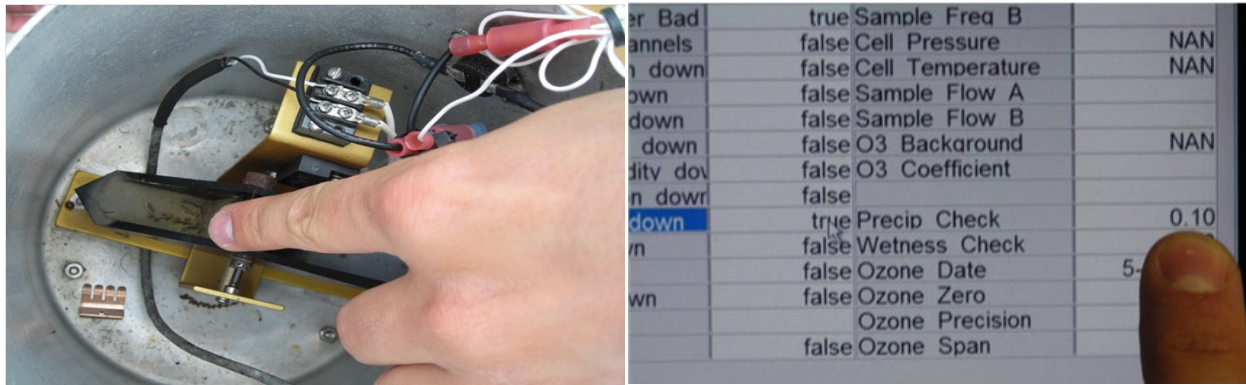 er Bad true Sample Freq B
annels false Cell Pressure NAN
n down false Cell Temperature NAN
own false Sample Flow A
down false Sample Flow B
down false O3 Background NAN
dity dov false O3 Coefficient
n down false
down true Precip Check 0.10
vn false Wetness Check
false Ozone Date 5-
wn false Ozone Zero
Ozone Precision
false Ozone Span